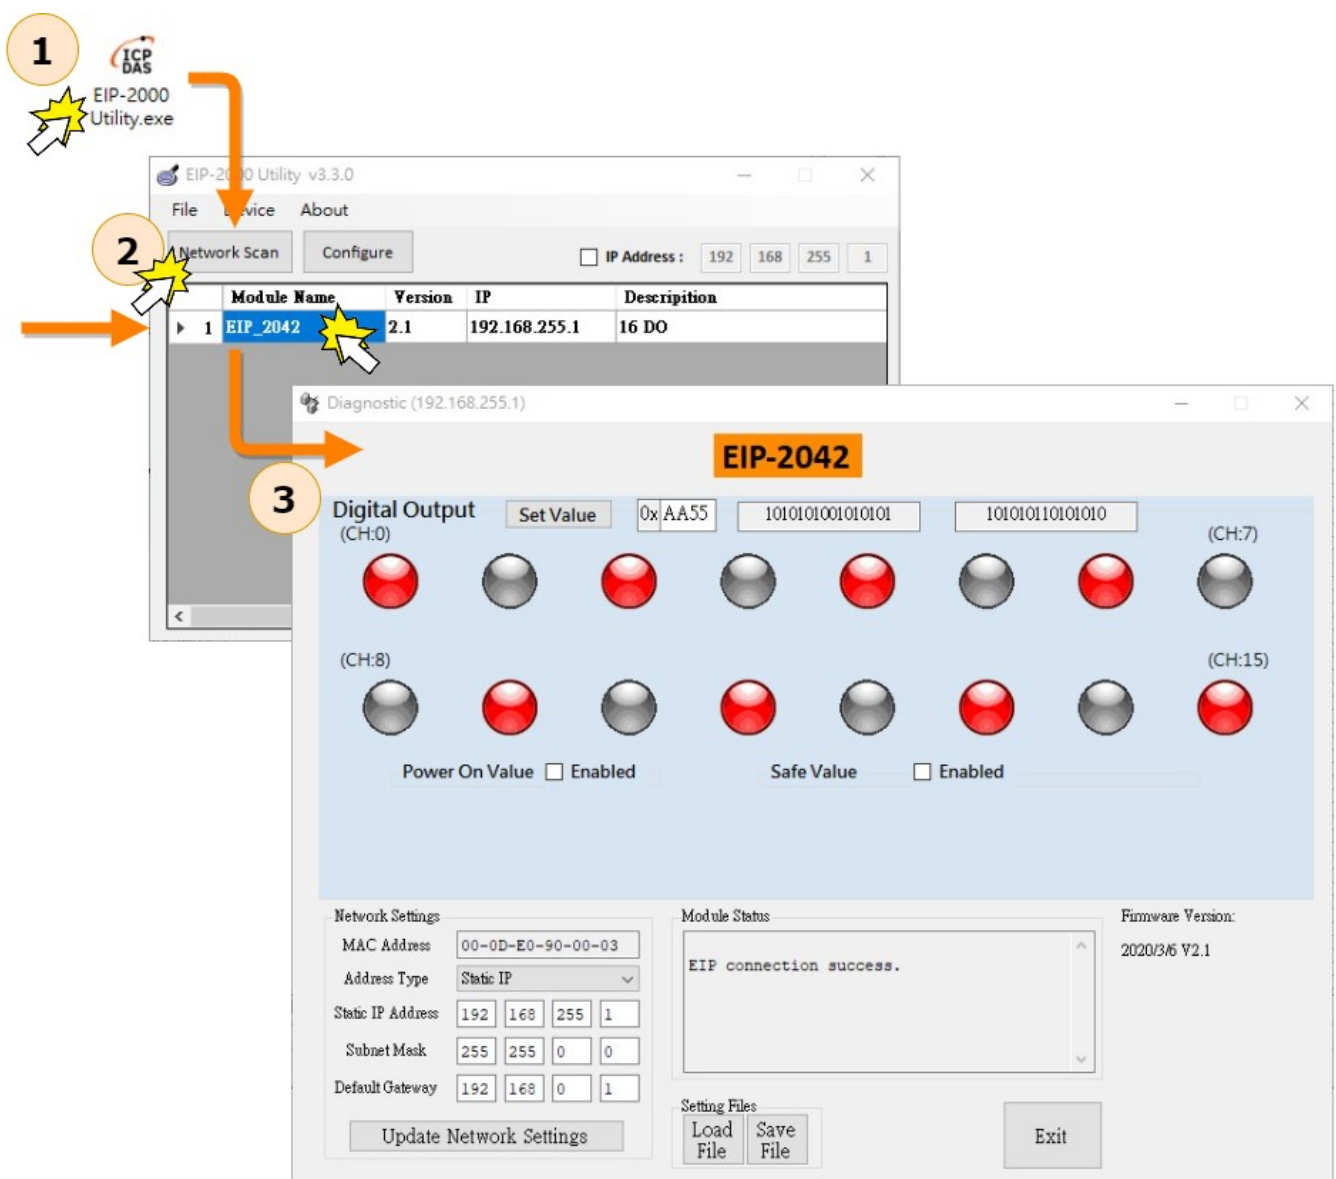 1
ICP
DAS
EIP-2000
Utility.exe
EIP-2000 Utility v3.3.0
File Device About
2
Network Scan Configure IP Address : 192 168 255 1
Module Name Version IP Descripition
1 EIP_2042 2.1 192.168.255.1 16 DO
Diagnostic (192.168.255.1)
EIP-2042
3
Digital Output Set Value 0x AA55 1010101001010101 101010110101010
(CH:0) (CH:7)
(CH:8) (CH:15)
Power On Value Enabled Safe Value Enabled
Network Settings Module Status Firmware Version:
MAC Address 00-0D-E0-90-00-03 2020/3/6 V2.1
EIP connection success.
Address Type Static IP
Static IP Address 192 168 255 1
Subnet Mask 255 255 0 0
Default Gateway 192 168 0 1
Setting Files
Update Network Settings Load File Save File Exit